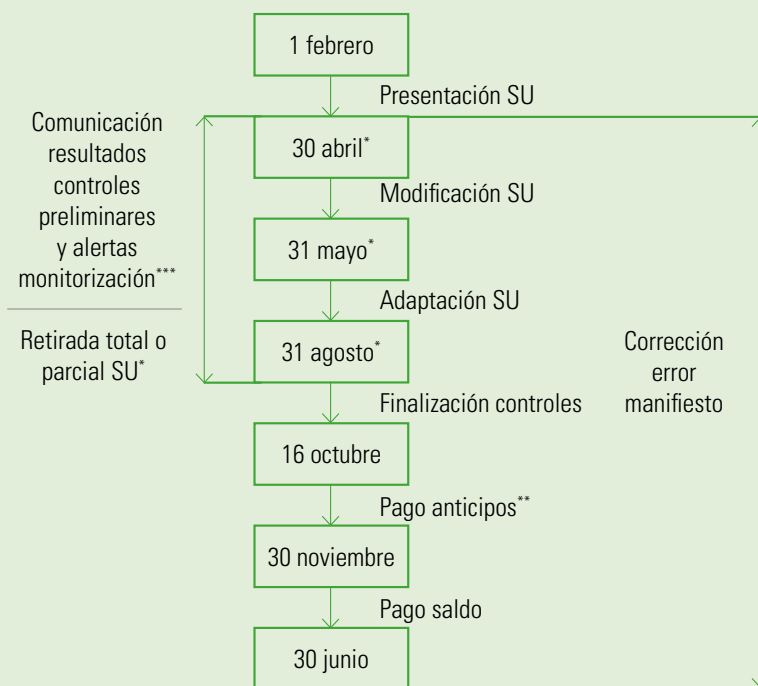 1 febrero
Presentación SU
Comunicación
resultados
controles
preliminares
y alertas
monitorización***
Retirada total o
parcial SU*
30 abril*
Modificación SU
31 mayo*
Adaptación SU
31 agosto*
Finalización controles
Corrección
error
manifiesto
16 octubre
Pago anticipos**
30 noviembre
Pago saldo
30 junio